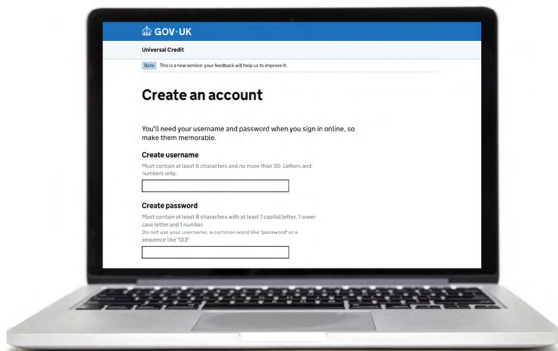 GOV·UK
Universal Credit
Beta This is a new service: your feedback will help us to improve it.
Create an account
You'll need your username and password when you sign in online, so
make them memorable.
Create username
Must contain at least 6 characters and no more than 30. Letters and
numbers only.
Create password
Must contain at least 8 characters with at least 1 capital letter, 1 lower
case letter and 1 number.
Do not use your username, a common word like 'password' or a
sequence like '123'.